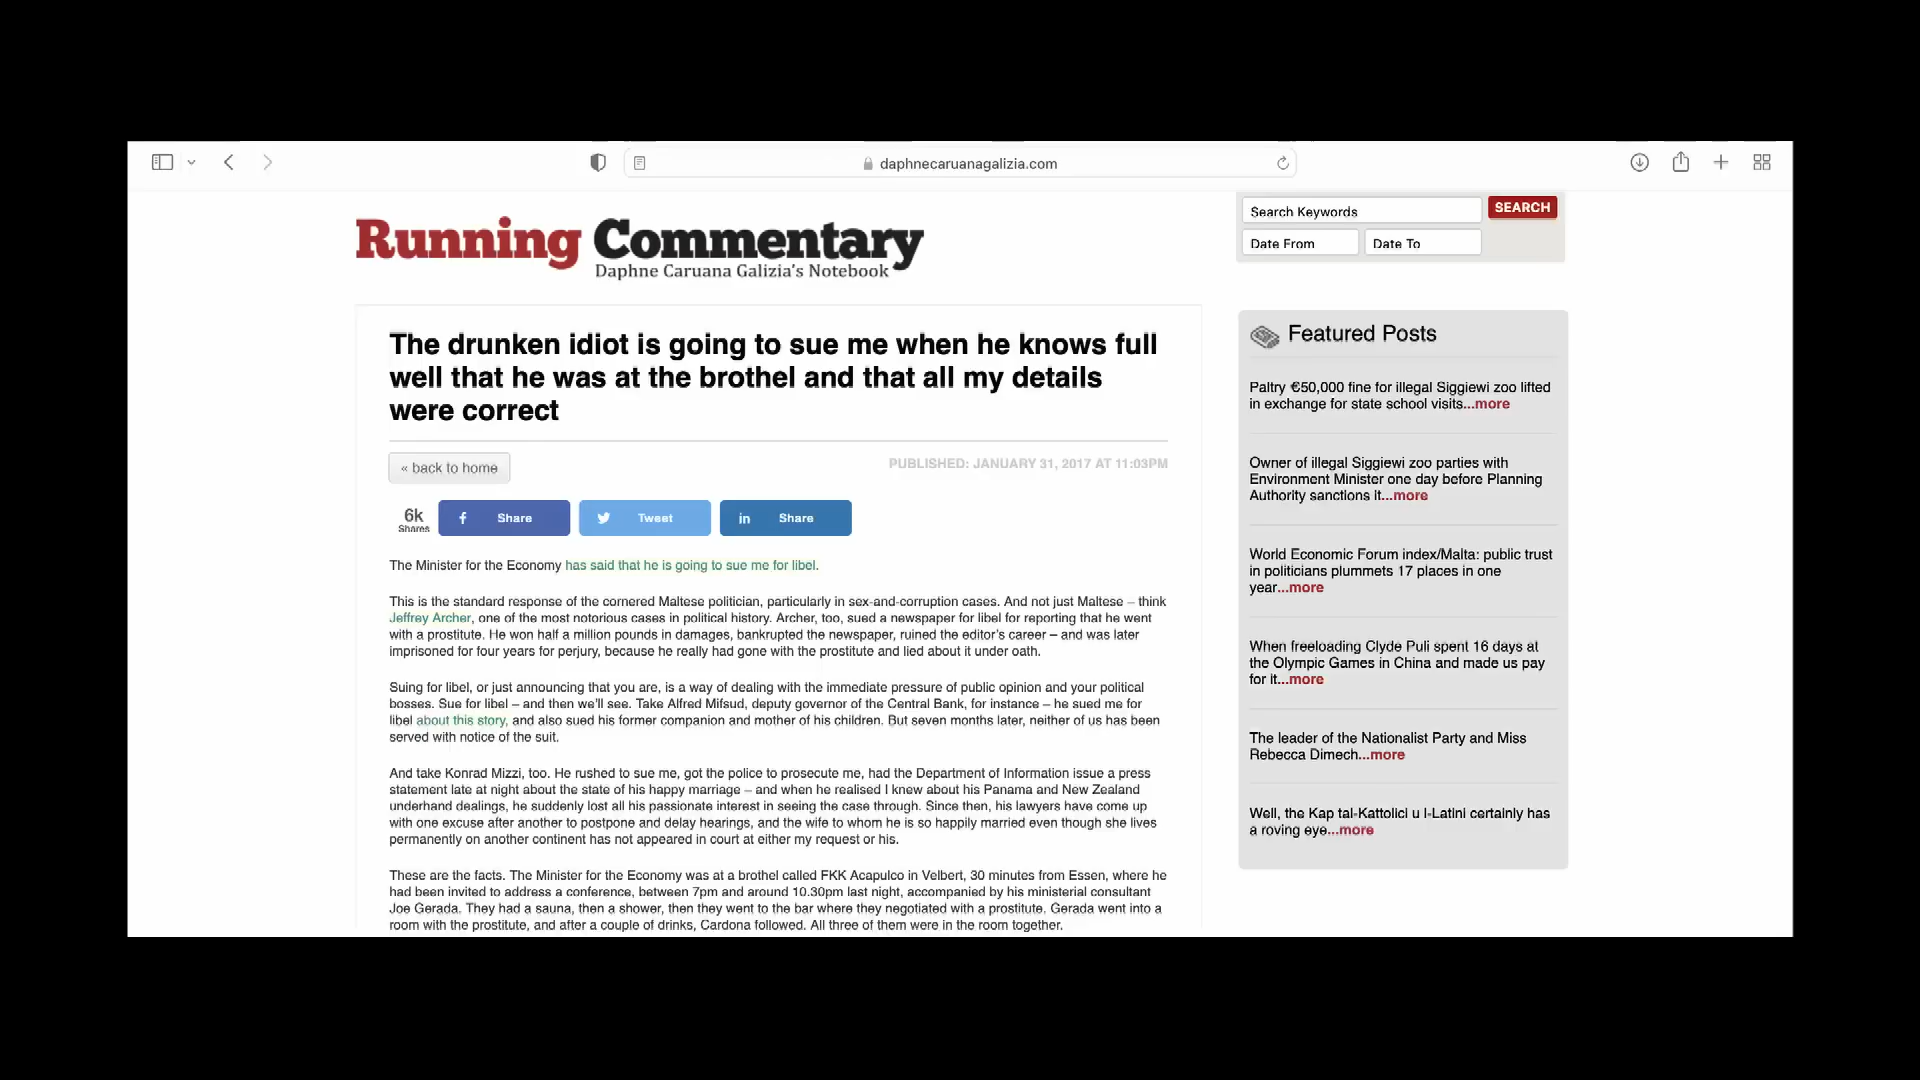 daphnecaruanagalizia.com
Running Commentary
Daphne Caruana Galizia's Notebook
Search Keywords
SEARCH
Date From
Date To
The drunken idiot is going to sue me when he knows full
well that he was at the brothel and that all my details
were correct
« back to home
PUBLISHED: JANUARY 31, 2017 AT 11:03PM
6k
Shares
f Share
Tweet
in Share
The Minister for the Economy has said that he is going to sue me for libel.
This is the standard response of the cornered Maltese politician, particularly in sex-and-corruption cases. And not just Maltese – think
Jeffrey Archer, one of the most notorious cases in political history. Archer, too, sued a newspaper for libel for reporting that he went
with a prostitute. He won half a million pounds in damages, bankrupted the newspaper, ruined the editor's career – and was later
imprisoned for four years for perjury, because he really had gone with the prostitute and lied about it under oath.
Suing for libel, or just announcing that you are, is a way of dealing with the immediate pressure of public opinion and your political
bosses. Sue for libel – and then we'll see. Take Alfred Mifsud, deputy governor of the Central Bank, for instance – he sued me for
libel about this story, and also sued his former companion and mother of his children. But seven months later, neither of us has been
served with notice of the suit.
And take Konrad Mizzi, too. He rushed to sue me, got the police to prosecute me, had the Department of Information issue a press
statement late at night about the state of his happy marriage – and when he realised I knew about his Panama and New Zealand
underhand dealings, he suddenly lost all his passionate interest in seeing the case through. Since then, his lawyers have come up
with one excuse after another to postpone and delay hearings, and the wife to whom he is so happily married even though she lives
permanently on another continent has not appeared in court at either my request or his.
These are the facts. The Minister for the Economy was at a brothel called FKK Acapulco in Velbert, 30 minutes from Essen, where he
had been invited to address a conference, between 7pm and around 10.30pm last night, accompanied by his ministerial consultant
Joe Gerada. They had a sauna, then a shower, then they went to the bar where they negotiated with a prostitute. Gerada went into a
room with the prostitute, and after a couple of drinks, Cardona followed. All three of them were in the room together.
Featured Posts
Paltry €50,000 fine for illegal Siggiewi zoo lifted
in exchange for state school visits...more
Owner of illegal Siggiewi zoo parties with
Environment Minister one day before Planning
Authority sanctions it...more
World Economic Forum index/Malta: public trust
in politicians plummets 17 places in one
year...more
When freeloading Clyde Puli spent 16 days at
the Olympic Games in China and made us pay
for it...more
The leader of the Nationalist Party and Miss
Rebecca Dimech...more
Well, the Kap tal-Kattolici u l-Latini certainly has
a roving eye...more